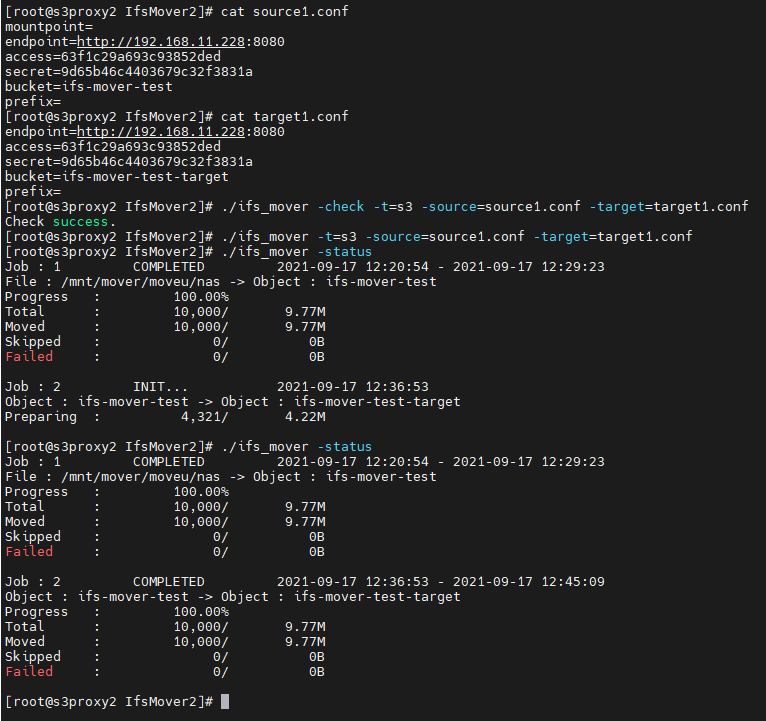 [root@s3proxy2 IfsMover2]# cat source1.conf
mountpoint=
endpoint=http://192.168.11.228:8080
access=63f1c29a693c93852ded
secret=9d65b46c4403679c32f3831a
bucket=ifs-mover-test
prefix=
[root@s3proxy2 IfsMover2]# cat target1.conf
endpoint=http://192.168.11.228:8080
access=63f1c29a693c93852ded
secret=9d65b46c4403679c32f3831a
bucket=ifs-mover-test-target
prefix=
[root@s3proxy2 IfsMover2]# ./ifs_mover -check -t=s3 -source=source1.conf -target=target1.conf
Check success.
[root@s3proxy2 IfsMover2]# ./ifs_mover -t=s3 -source=source1.conf -target=target1.conf
[root@s3proxy2 IfsMover2]# ./ifs_mover -status
Job : 1         COMPLETED         2021-09-17 12:20:54 - 2021-09-17 12:29:23
File : /mnt/mover/moveu/nas -> Object : ifs-mover-test
Progress   :         100.00%
Total      :         10,000/       9.77M
Moved      :         10,000/       9.77M
Skipped    :              0/          0B
Failed     :              0/          0B
Job : 2         INIT...           2021-09-17 12:36:53
Object : ifs-mover-test -> Object : ifs-mover-test-target
Preparing  :          4,321/       4.22M
[root@s3proxy2 IfsMover2]# ./ifs_mover -status
Job : 1         COMPLETED         2021-09-17 12:20:54 - 2021-09-17 12:29:23
File : /mnt/mover/moveu/nas -> Object : ifs-mover-test
Progress   :         100.00%
Total      :         10,000/       9.77M
Moved      :         10,000/       9.77M
Skipped    :              0/          0B
Failed     :              0/          0B
Job : 2         COMPLETED         2021-09-17 12:36:53 - 2021-09-17 12:45:09
Object : ifs-mover-test -> Object : ifs-mover-test-target
Progress   :         100.00%
Total      :         10,000/       9.77M
Moved      :         10,000/       9.77M
Skipped    :              0/          0B
Failed     :              0/          0B
[root@s3proxy2 IfsMover2]#